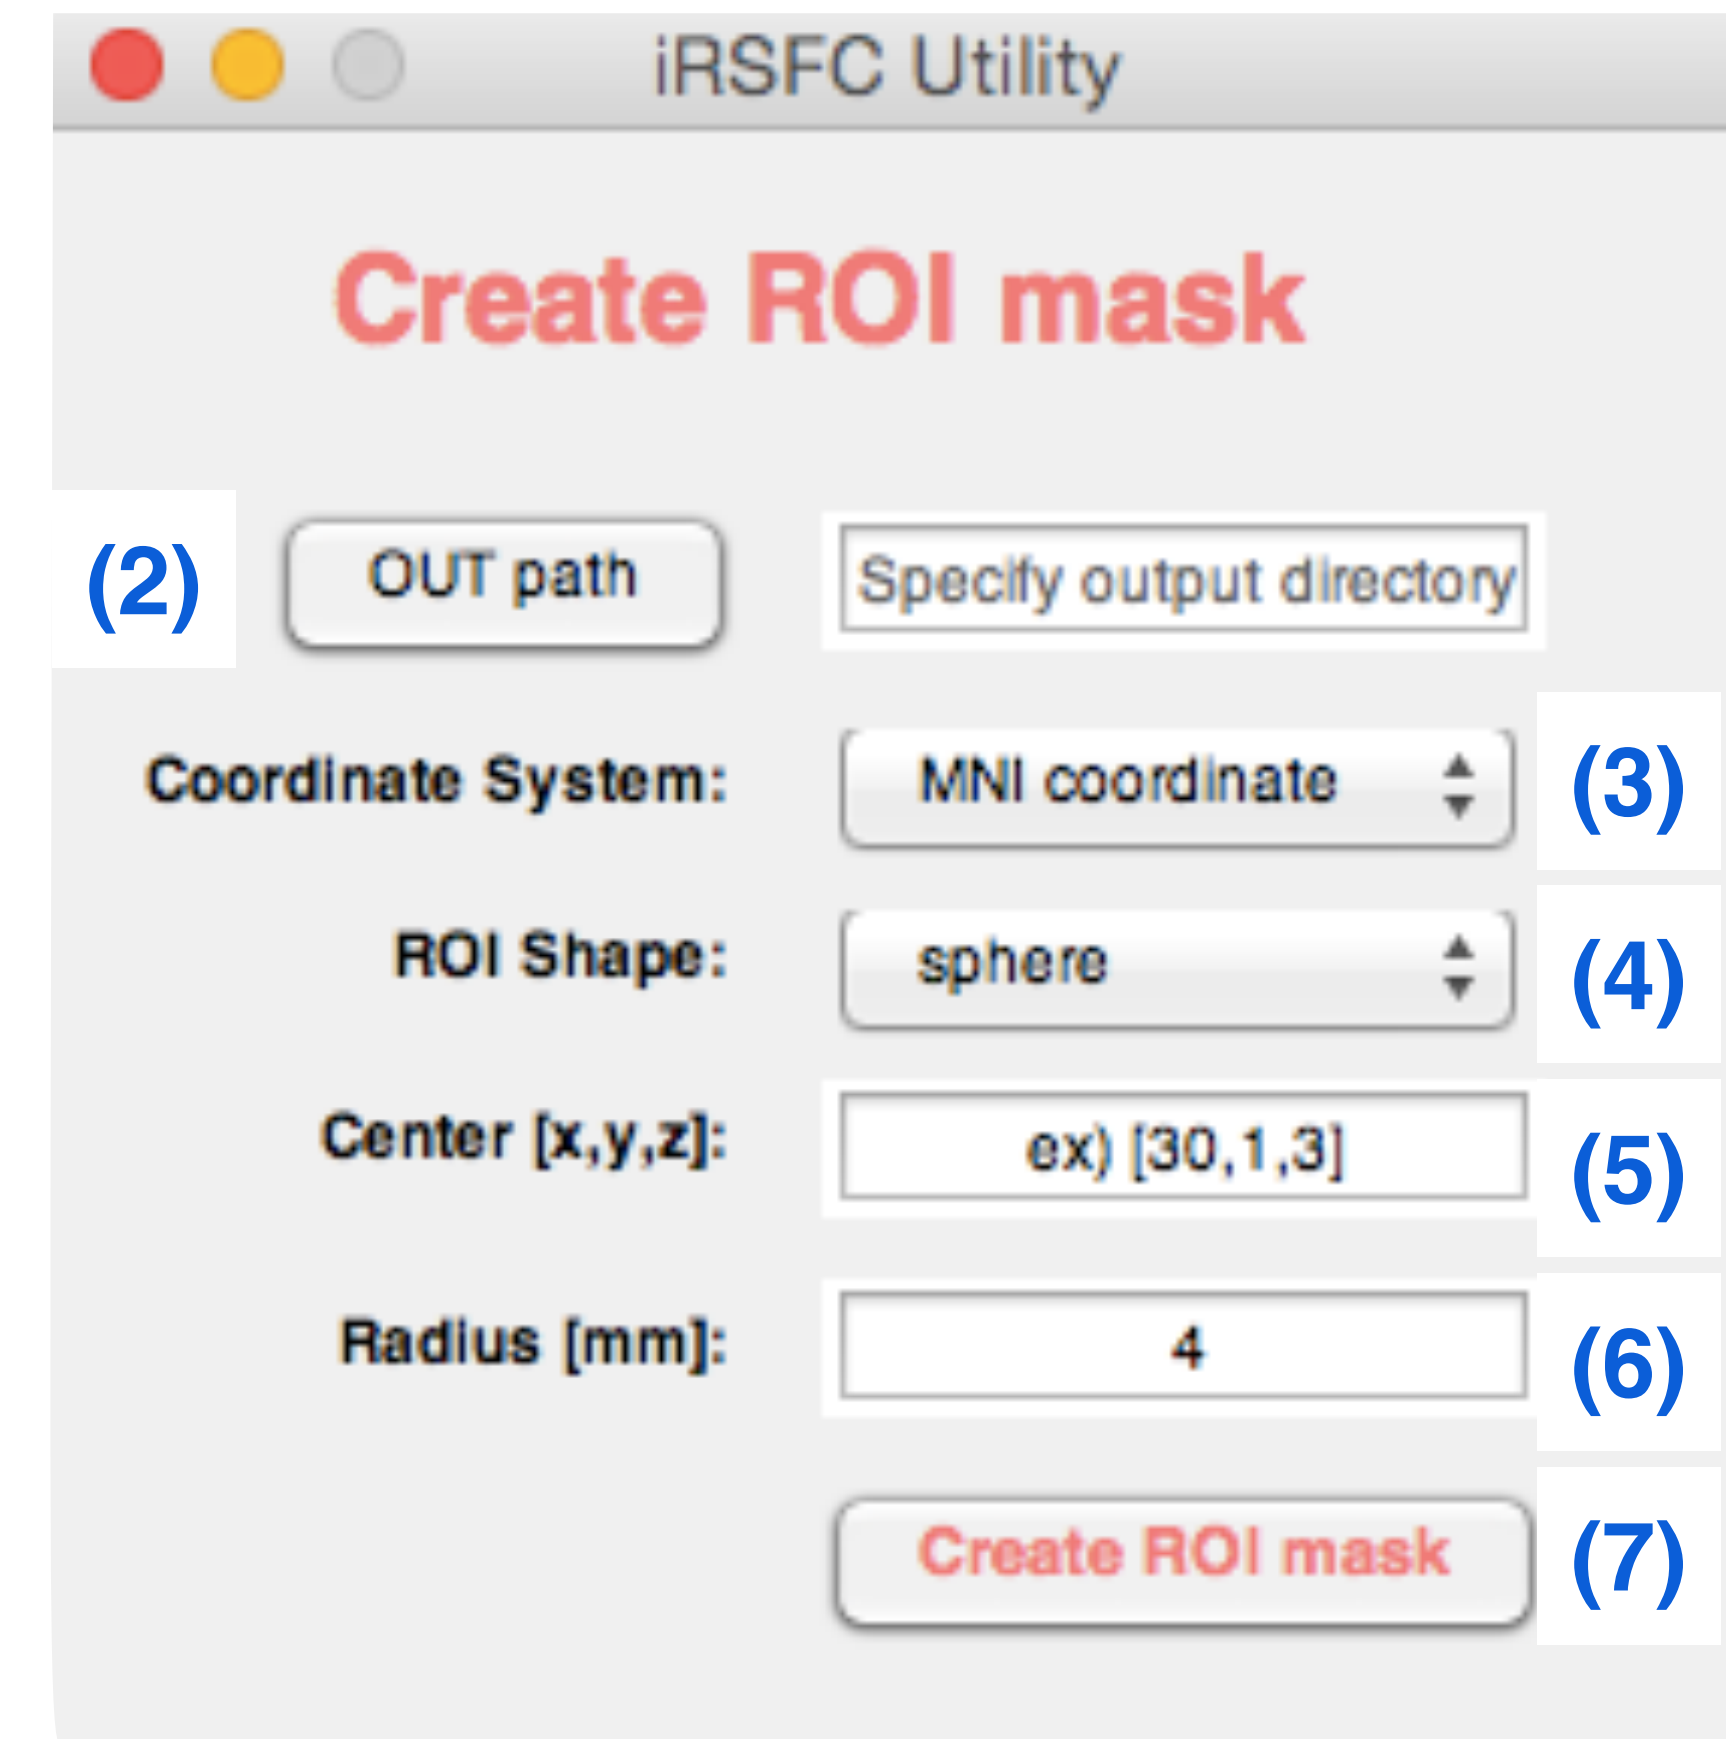 iRSFC Utility
Create ROI mask
(2) OUT path Specify output directory
Coordinate System: MNI coordinate (3)
ROI Shape: sphere (4)
Center [x,y,z]: ex) [30,1,3] (5)
Radius [mm]: 4 (6)
Create ROI mask (7)